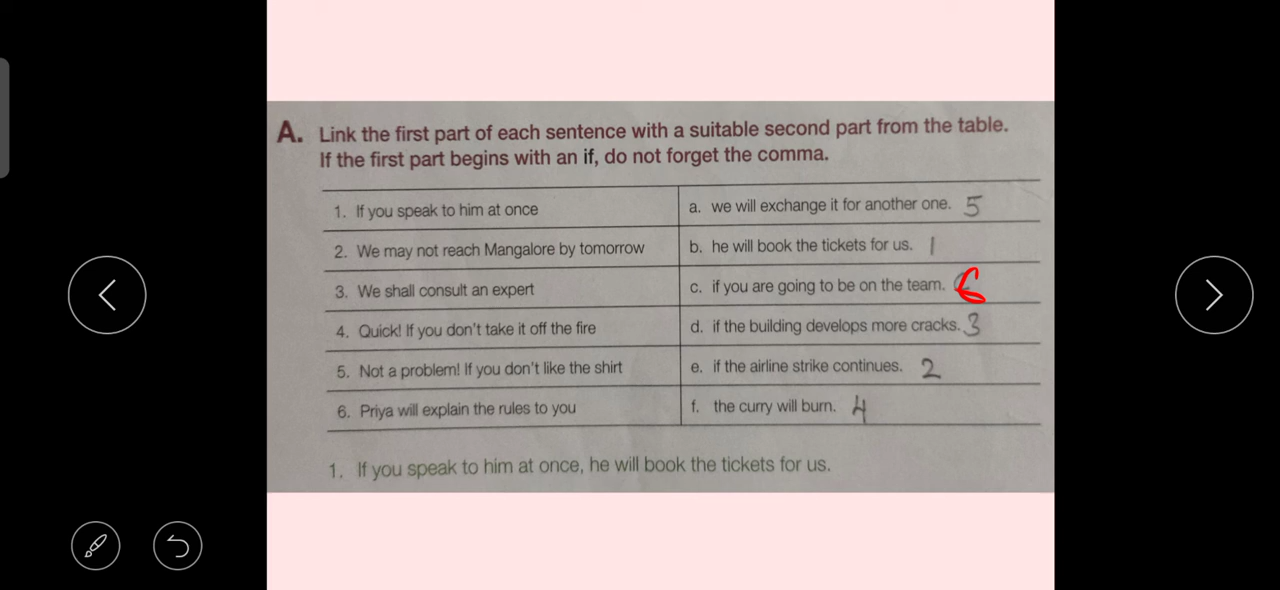 A. Link the first part of each sentence with a suitable second part from the table.
If the first part begins with an if, do not forget the comma.
1. If you speak to him at once
a. we will exchange it for another one. 5
2. We may not reach Mangalore by tomorrow
b. he will book the tickets for us. 1
3. We shall consult an expert
c. if you are going to be on the team. 6
4. Quick! If you don't take it off the fire
d. if the building develops more cracks. 3
5. Not a problem! If you don't like the shirt
e. if the airline strike continues. 2
6. Priya will explain the rules to you
f. the curry will burn. 4
1. If you speak to him at once, he will book the tickets for us.